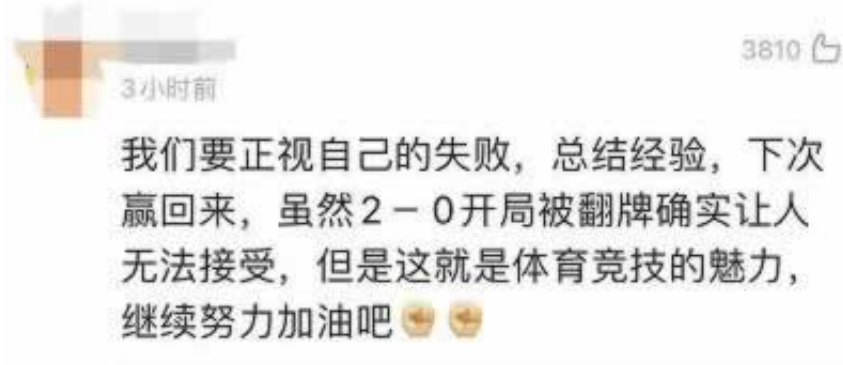 3810
3小时前
我们要正视自己的失败，总结经验，下次
赢回来，虽然2－0开局被翻牌确实让人
无法接受，但是这就是体育竞技的魅力，
继续努力加油吧✊✊